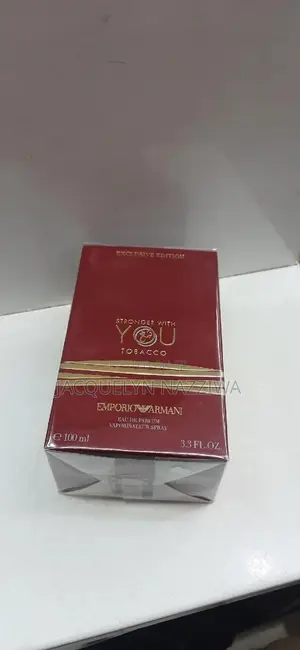 EXCLUSIVE EDITION
STRONGER WITH
YOU
TOBACCO
JACQUELYN NAZZIWA
EMPORIO ARMANI
EAU DE PARFUM
VAPORISATEUR SPRAY
e 100 ml 3.3 FL.OZ.